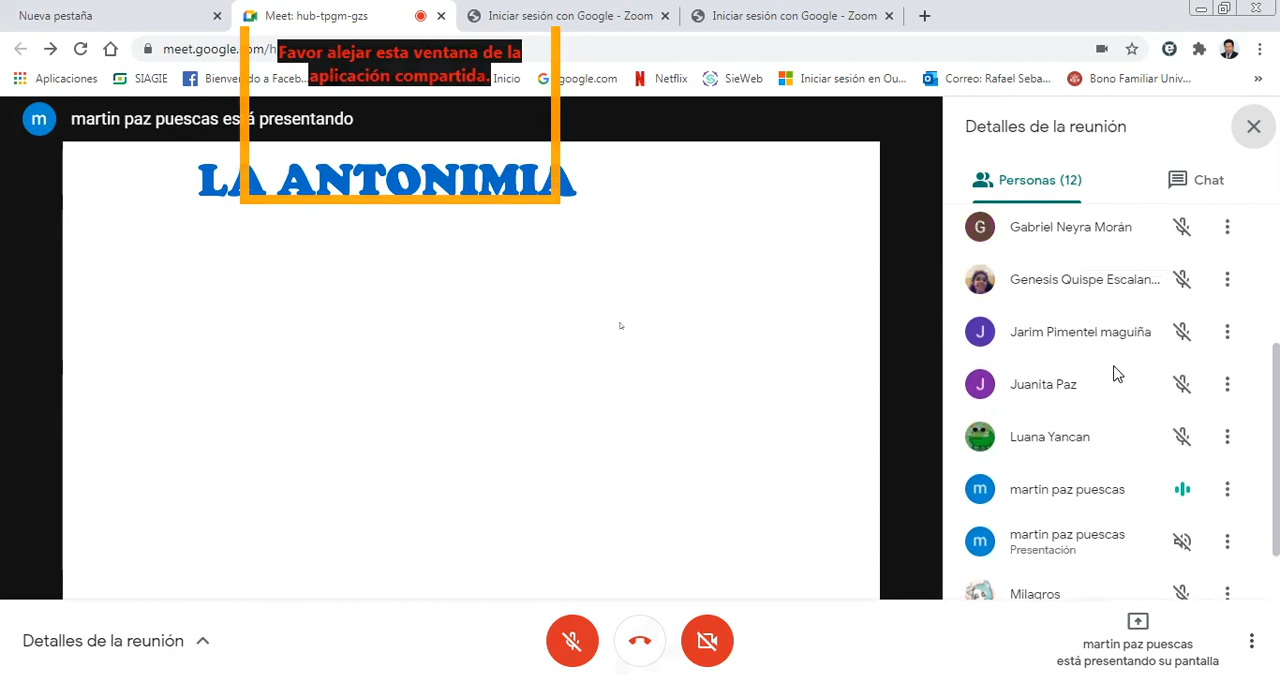 Nueva pestaña
Meet: hub-tpgm-gzs
Iniciar sesión con Google - Zoom
Iniciar sesión con Google - Zoom
meet.google.com/h
Favor alejar esta ventana de la
aplicación compartida.
Aplicaciones
SIAGIE
Bienvenido a Faceb...
Inicio
google.com
Netflix
SieWeb
Iniciar sesión en Ou...
Correo: Rafael Seba...
Bono Familiar Univ...
»
m
martin paz puescas está presentando
LA ANTONIMIA
Detalles de la reunión
Personas (12)
Chat
G
Gabriel Neyra Morán
Genesis Quispe Escalan...
J
Jarim Pimentel maguiña
J
Juanita Paz
Luana Yancan
m
martin paz puescas
m
martin paz puescas
Presentación
Milagros
Detalles de la reunión
martin paz puescas
está presentando su pantalla